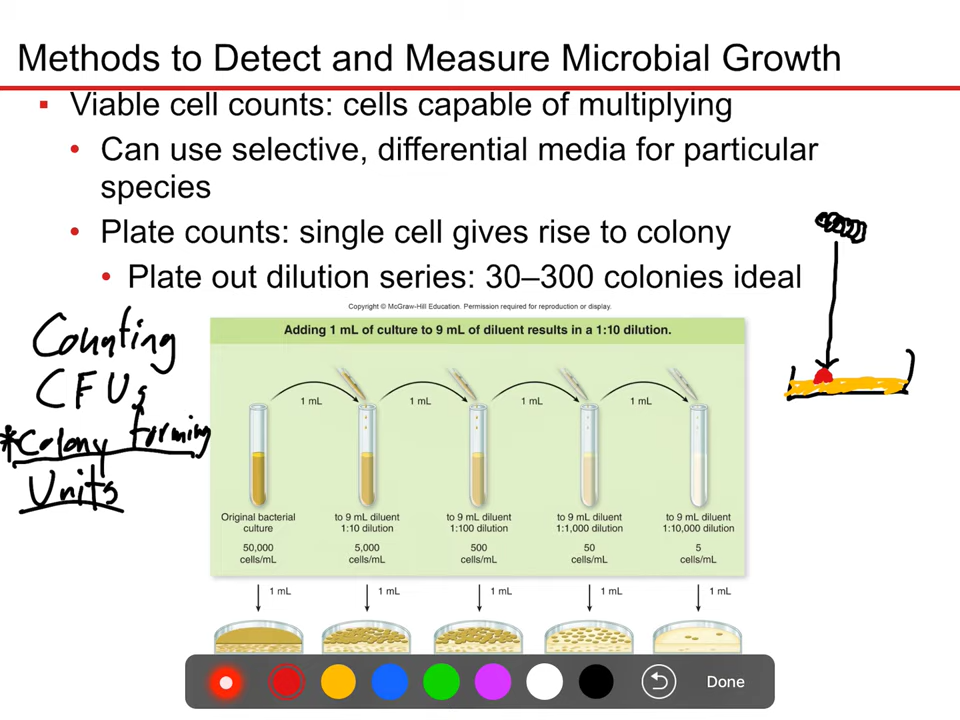 Methods to Detect and Measure Microbial Growth
▪ Viable cell counts: cells capable of multiplying
• Can use selective, differential media for particular
species
• Plate counts: single cell gives rise to colony
• Plate out dilution series: 30–300 colonies ideal
Copyright © McGraw-Hill Education. Permission required for reproduction or display.
Counting
CFUs
*Colony forming
Units
Adding 1 mL of culture to 9 mL of diluent results in a 1:10 dilution.
1 mL 1 mL 1 mL 1 mL
Original bacterial to 9 mL diluent to 9 mL diluent to 9 mL diluent to 9 mL diluent
culture 1:10 dilution 1:100 dilution 1:1,000 dilution 1:10,000 dilution
50,000 5,000 500 50 5
cells/mL cells/mL cells/mL cells/mL cells/mL
1 mL 1 mL 1 mL 1 mL 1 mL
Done